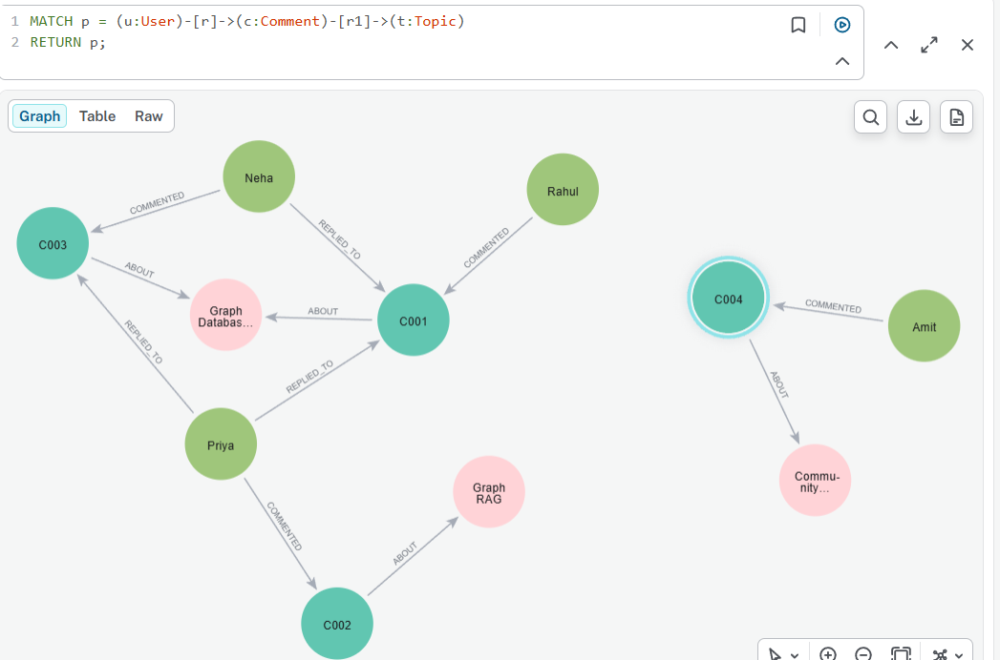 1 MATCH p = (u:User)-[r]->(c:Comment)-[r1]->(t:Topic)
2 RETURN p;
Graph Table Raw
Neha
Rahul
COMMENTED
C003
REPLIED_TO
COMMENTED
ABOUT
Graph
Databas...
ABOUT
C001
C004
COMMENTED
Amit
REPLIED_TO
REPLIED_TO
ABOUT
Priya
Graph
RAG
Commu-
nity...
COMMENTED
ABOUT
C002